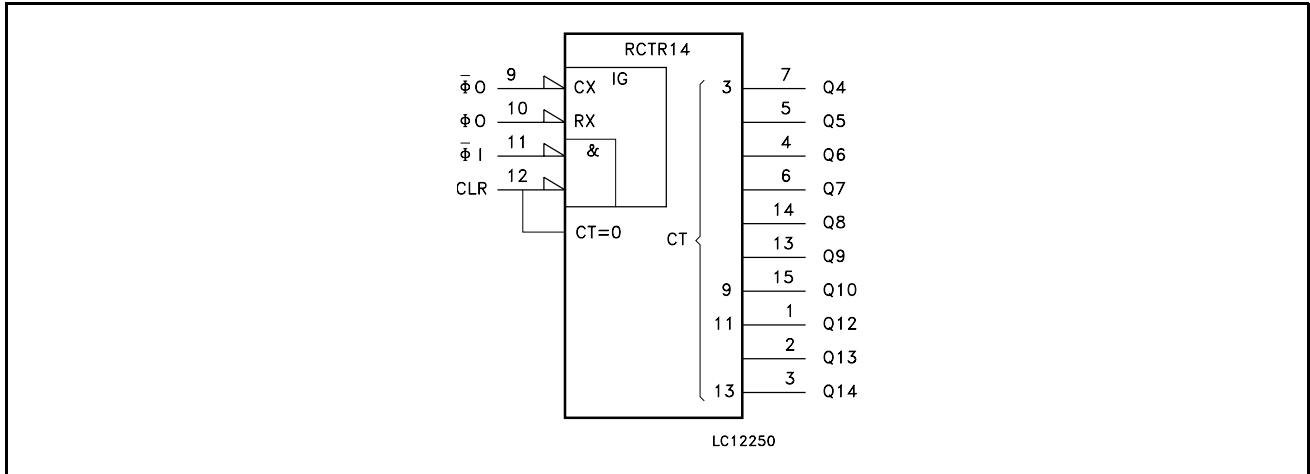 RCTR14
IG
Φ̅O 9 CX 3 7 Q4
ΦO 10 RX 5 Q5
Φ̅I 11 & 4 Q6
CLR 12 6 Q7
14 Q8
CT=0 CT 13 Q9
9 15 Q10
11 1 Q12
2 Q13
13 3 Q14
LC12250